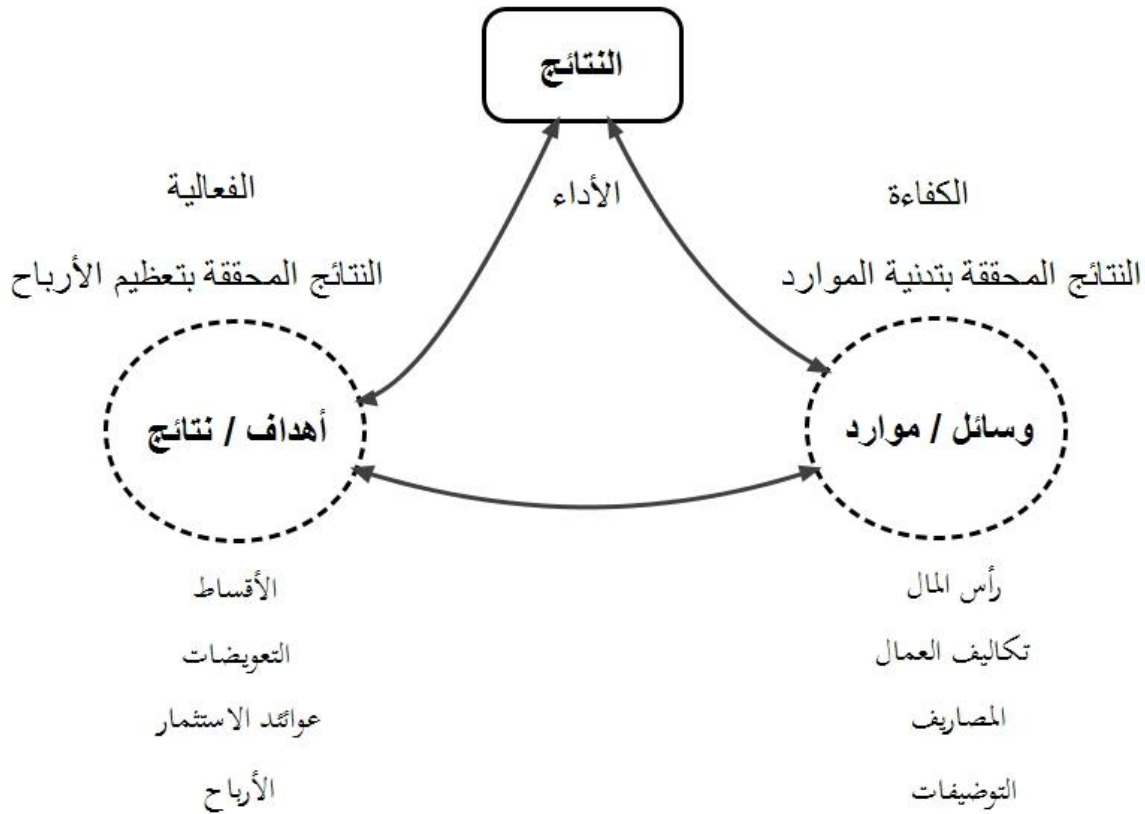 النتائج
الكفاءة
الأداء
الفعالية
النتائج المحققة بتدنية الموارد
النتائج المحققة بتعظيم الأرباح
وسائل / موارد
أهداف / نتائج
رأس المال
الأقساط
تكاليف العمال
التعويضات
المصاريف
عوائد الاستثمار
التوضيفات
الأرباح